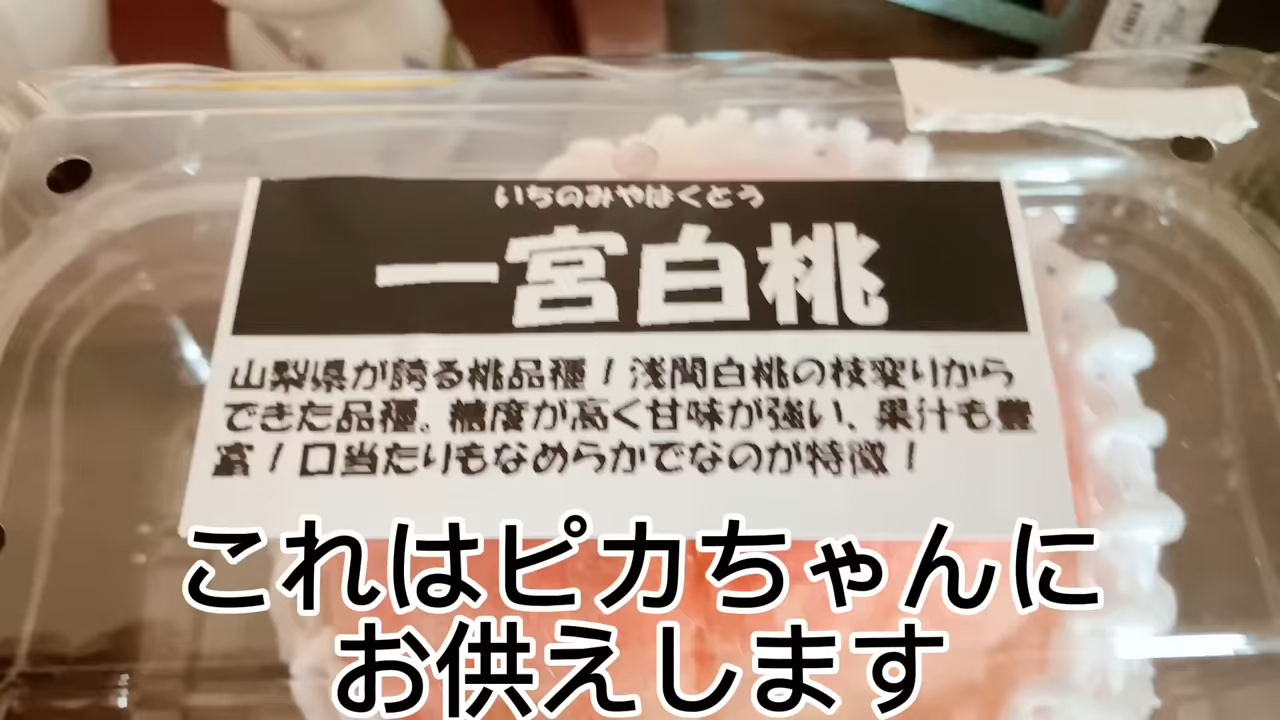 いちのみやはくとう
一宮白桃
山梨県が誇る桃品種！浅間白桃の枝変りから
できた品種。糖度が高く甘味が強い、果汁も豊
富！口当たりもなめらかでなのが特徴！
これはピカちゃんに
お供えします